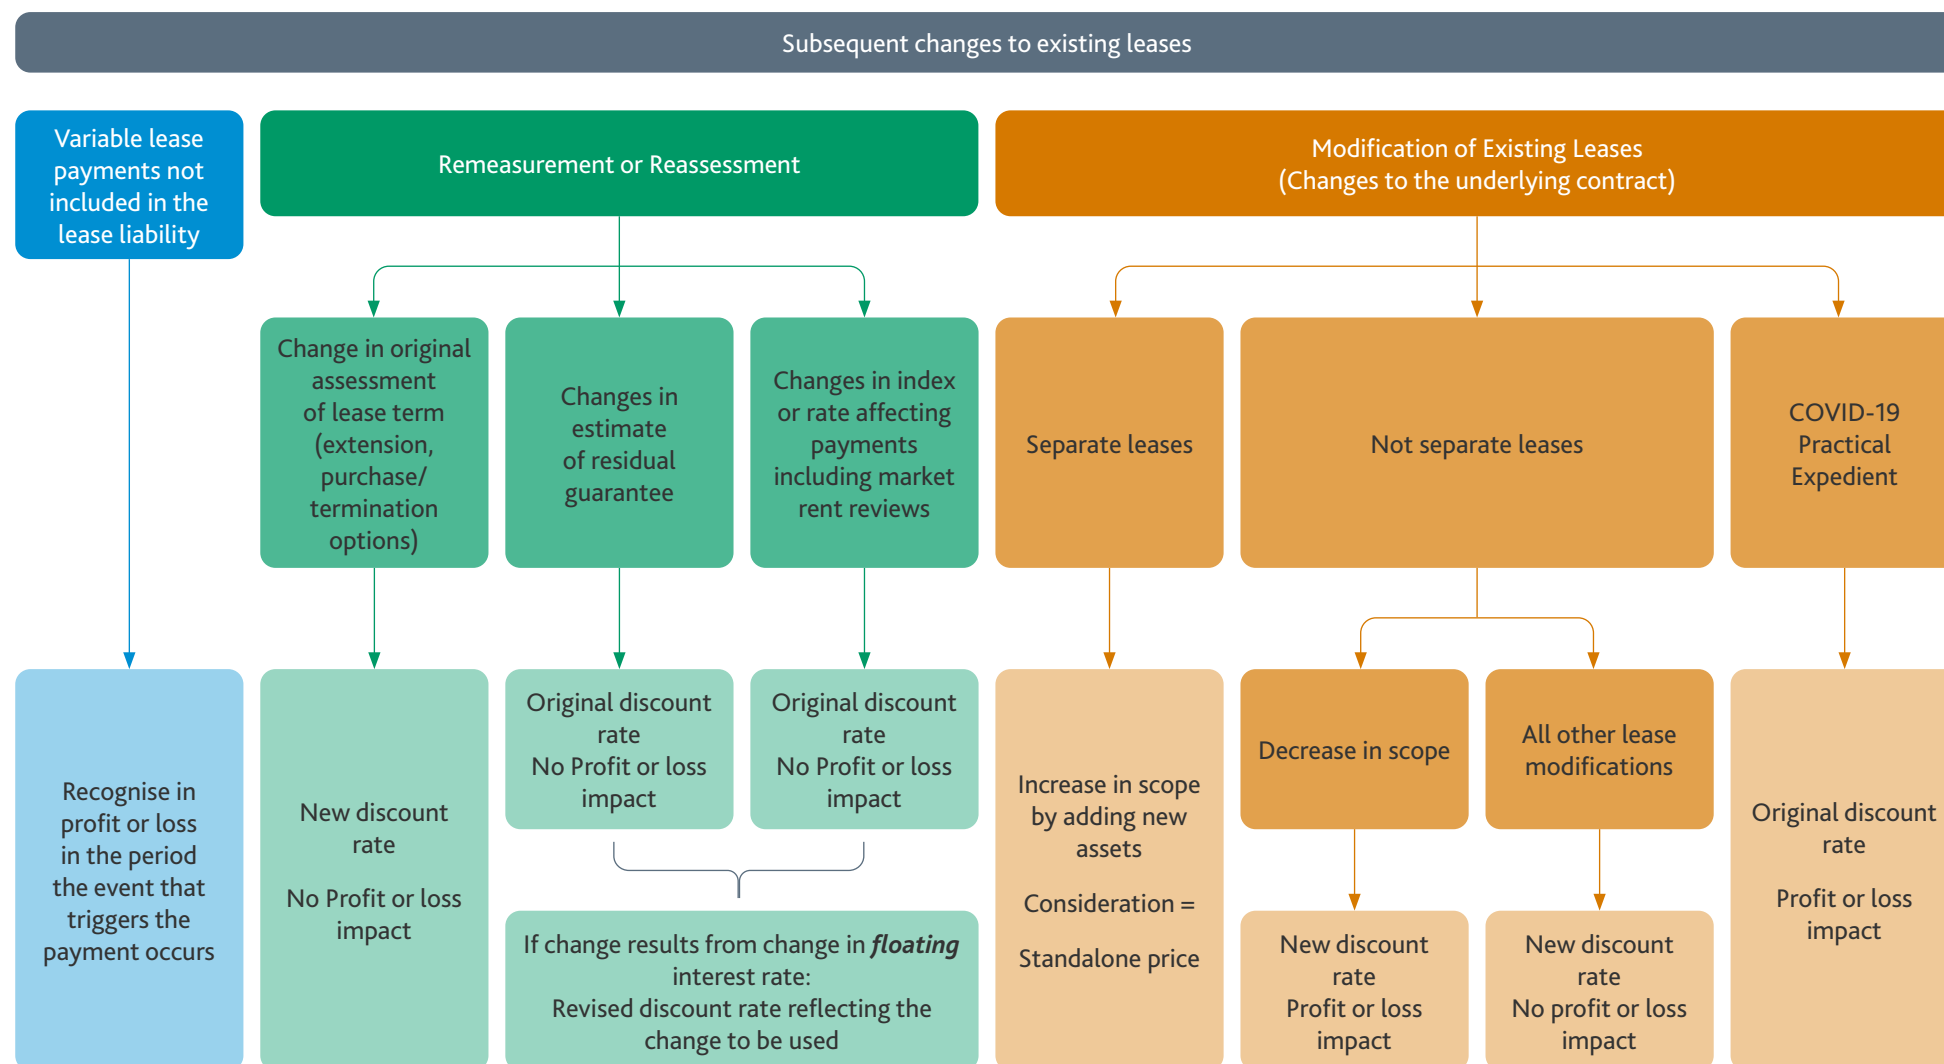 Subsequent changes to existing leases
Variable lease
payments not
included in the
lease liability
Remeasurement or Reassessment
Modification of Existing Leases
(Changes to the underlying contract)
Change in original
assessment
of lease term
(extension,
purchase/
termination
options)
Changes in
estimate
of residual
guarantee
Changes in index
or rate affecting
payments
including market
rent reviews
Separate leases
Not separate leases
COVID-19
Practical
Expedient
Recognise in
profit or loss
in the period
the event that
triggers the
payment occurs
New discount
rate
No Profit or loss
impact
Original discount
rate
No Profit or loss
impact
Original discount
rate
No Profit or loss
impact
If change results from change in floating
interest rate:
Revised discount rate reflecting the
change to be used
Increase in scope
by adding new
assets
Consideration =
Standalone price
Decrease in scope
All other lease
modifications
New discount
rate
Profit or loss
impact
New discount
rate
No profit or loss
impact
Original discount
rate
Profit or loss
impact